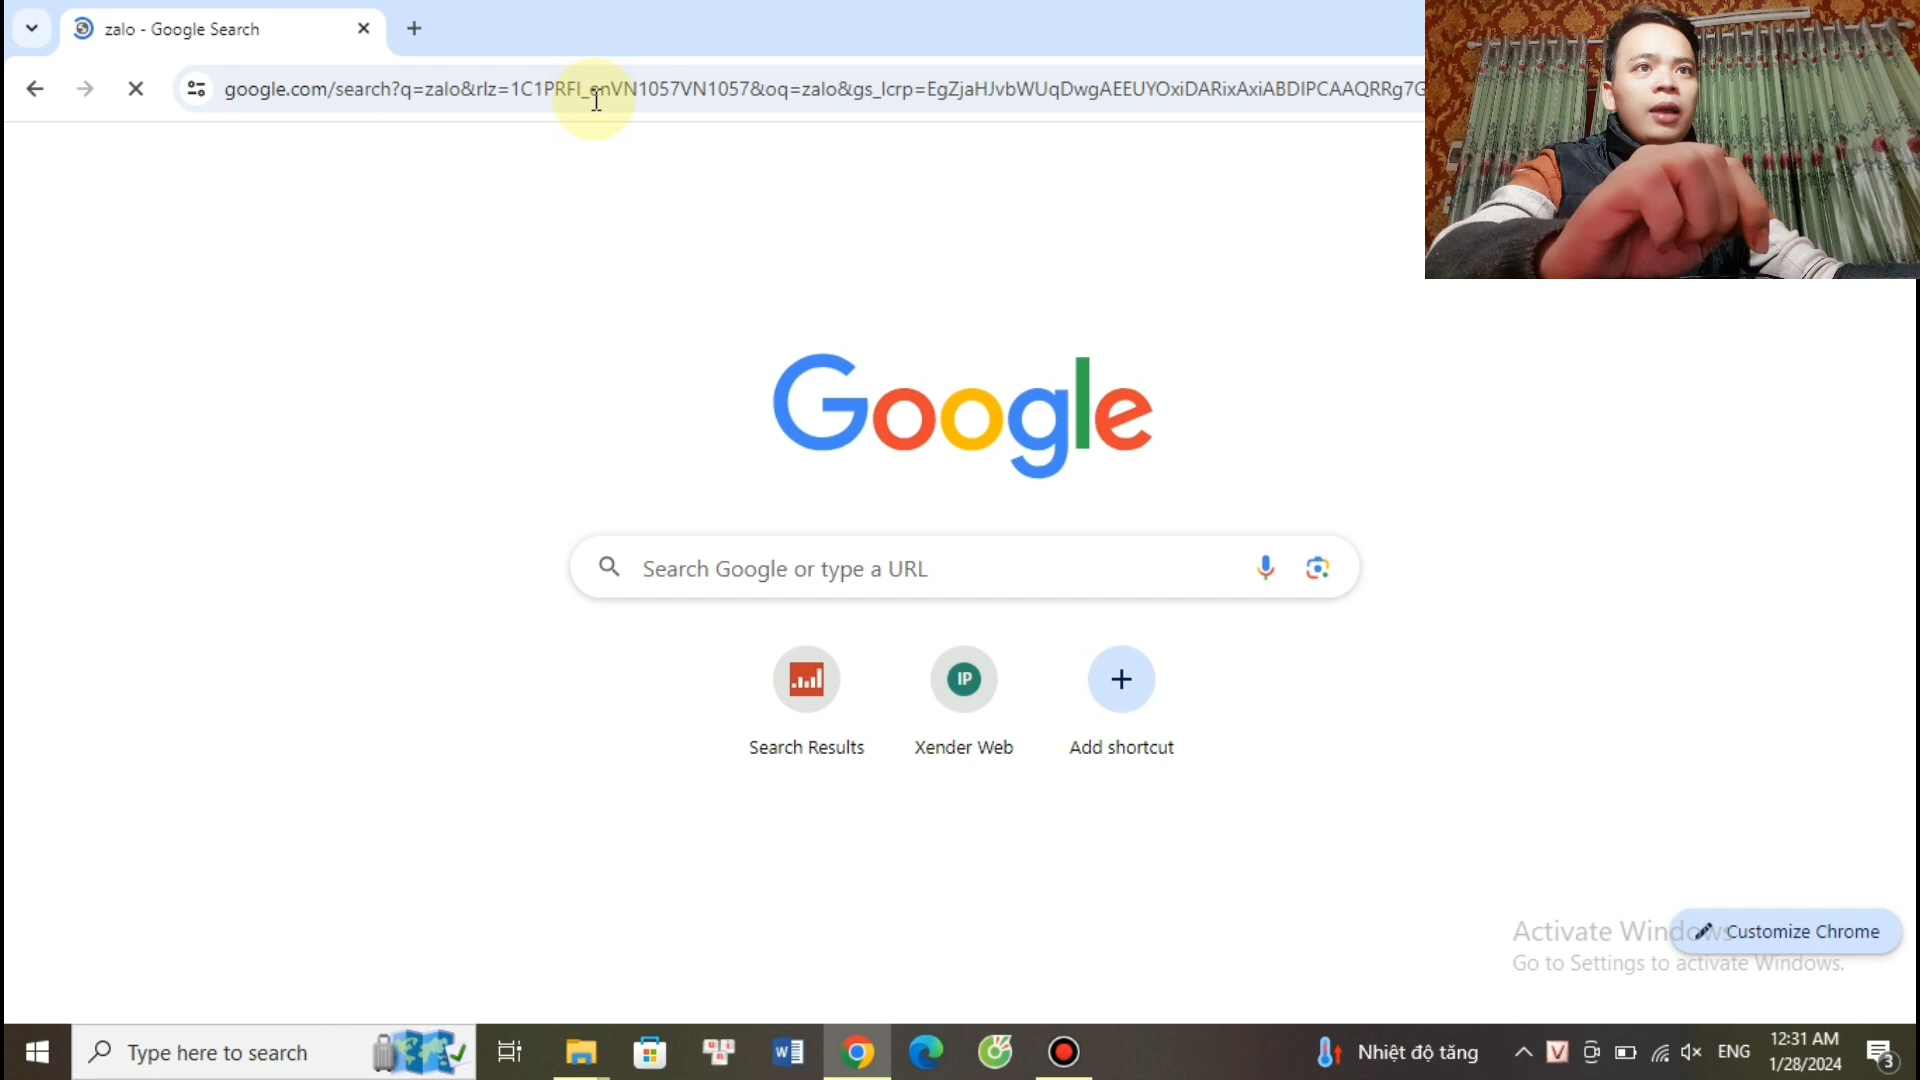 zalo - Google Search
google.com/search?q=zalo&rlz=1C1PRFI_enVN1057VN1057&oq=zalo&gs_lcrp=EgZjaHJvbWUqDwgAEEUYOxiDARixAxiABDIPCAAQRRg7G
Google
Search Google or type a URL
IP
Search Results
Xender Web
Add shortcut
Activate Windows
Customize Chrome
Go to Settings to activate Windows.
Type here to search
Nhiệt độ tăng
ENG
12:31 AM
1/28/2024
3